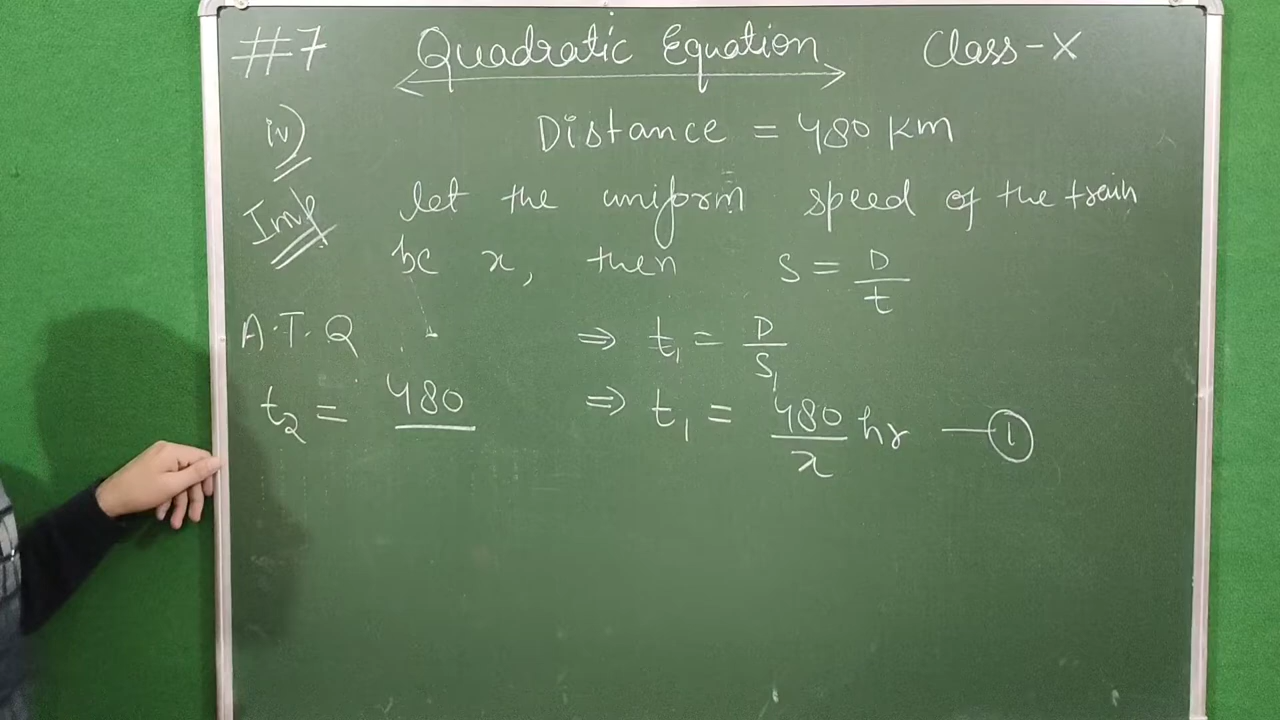 #7 Quadratic Equation Class-X
iv) Distance = 480 km
Imp let the uniform speed of the train
be x, then S = D/t
A.T.Q ⇒ t₁ = D/S₁
t₂ = 480 ⇒ t₁ = 480/x hr —①